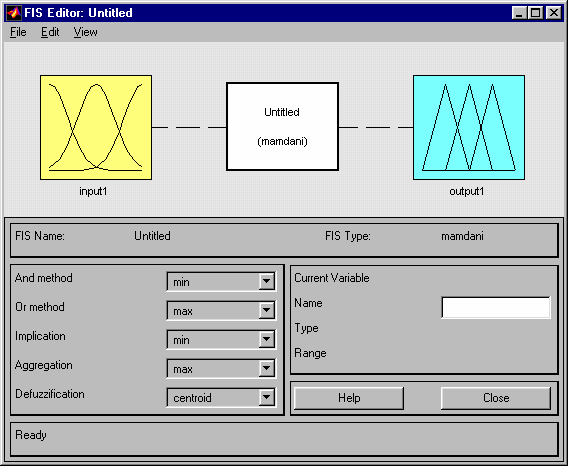 FIS Editor: Untitled
File Edit View
Untitled
(mamdani)
input1
output1
FIS Name: Untitled FIS Type: mamdani
And method min
Or method max
Implication min
Aggregation max
Defuzzification centroid
Current Variable
Name
Type
Range
Help Close
Ready